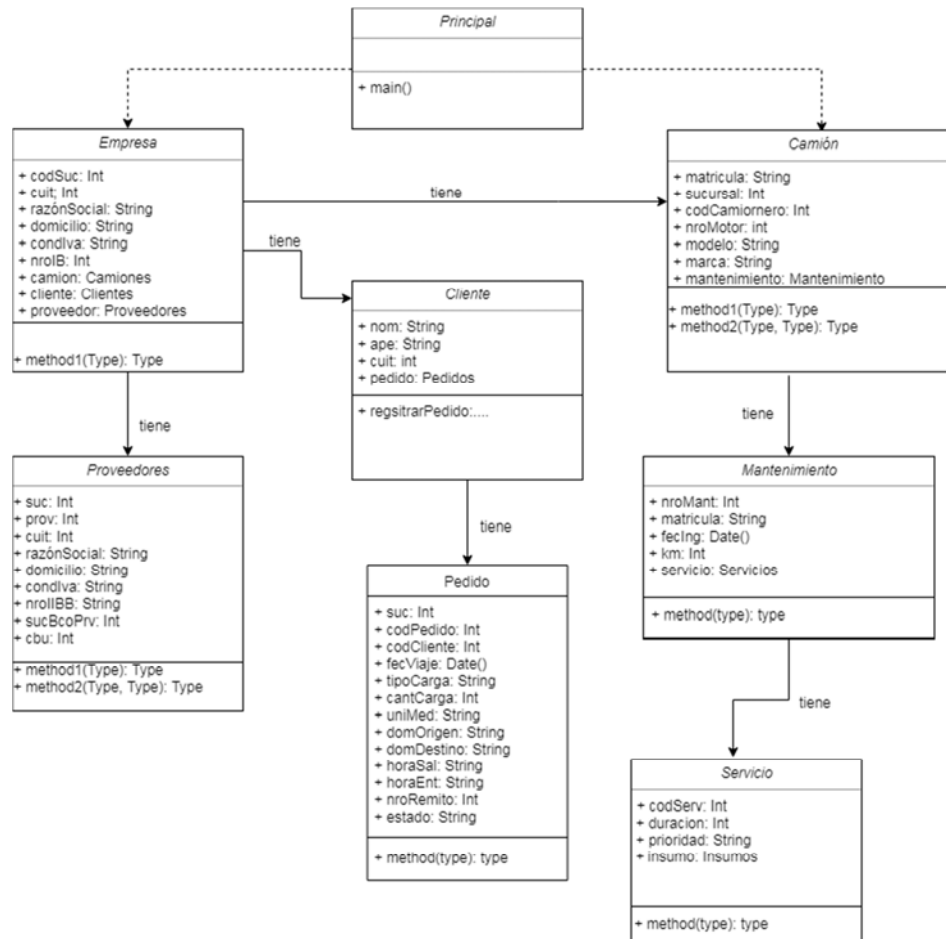 Principal
+ main()
Empresa
+ codSuc: Int
+ cuit; Int
+ razónSocial: String
+ domicilio: String
+ condIva: String
+ nroIB: Int
+ camion: Camiones
+ cliente: Clientes
+ proveedor: Proveedores
+ method1(Type): Type
tiene
Camión
+ matricula: String
+ sucursal: Int
+ codCamiornero: Int
+ nroMotor: int
+ modelo: String
+ marca: String
+ mantenimiento: Mantenimiento
+ method1(Type): Type
+ method2(Type, Type): Type
tiene
Cliente
+ nom: String
+ ape: String
+ cuit: int
+ pedido: Pedidos
+ regsitrarPedido:....
tiene
Proveedores
+ suc: Int
+ prov: Int
+ cuit: Int
+ razónSocial: String
+ domicilio: String
+ condIva: String
+ nroIIBB: String
+ sucBcoPrv: Int
+ cbu: Int
+ method1(Type): Type
+ method2(Type, Type): Type
tiene
Mantenimiento
+ nroMant: Int
+ matricula: String
+ fecIng: Date()
+ km: Int
+ servicio: Servicios
+ method(type): type
tiene
Pedido
+ suc: Int
+ codPedido: Int
+ codCliente: Int
+ fecViaje: Date()
+ tipoCarga: String
+ cantCarga: Int
+ uniMed: String
+ domOrigen: String
+ domDestino: String
+ horaSal: String
+ horaEnt: String
+ nroRemito: Int
+ estado: String
+ method(type): type
tiene
Servicio
+ codServ: Int
+ duracion: Int
+ prioridad: String
+ insumo: Insumos
+ method(type): type